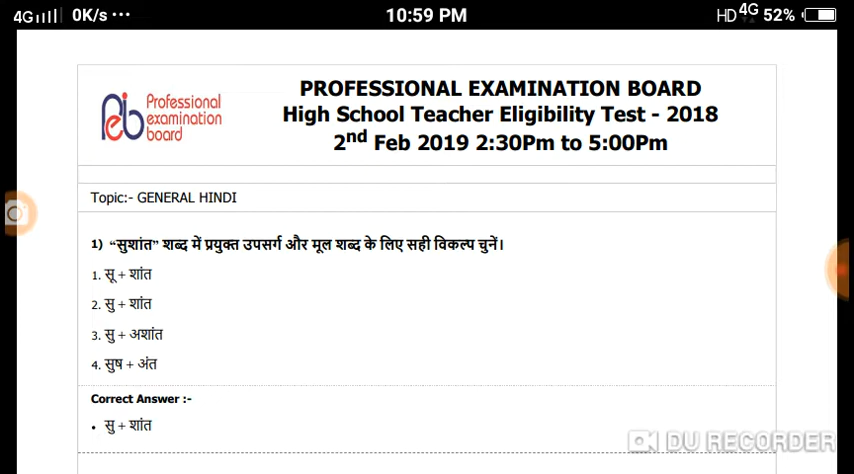 4G 0K/s ••• 10:59 PM HD 4G 52%
PROFESSIONAL EXAMINATION BOARD
High School Teacher Eligibility Test - 2018
2nd Feb 2019 2:30Pm to 5:00Pm
Peb Professional
examination
board
Topic:- GENERAL HINDI
1) “सुशांत” शब्द में प्रयुक्त उपसर्ग और मूल शब्द के लिए सही विकल्प चुनें।
1. सू + शांत
2. सु + शांत
3. सु + अशांत
4. सुष + अंत
Correct Answer :-
• सु + शांत
DU RECORDER